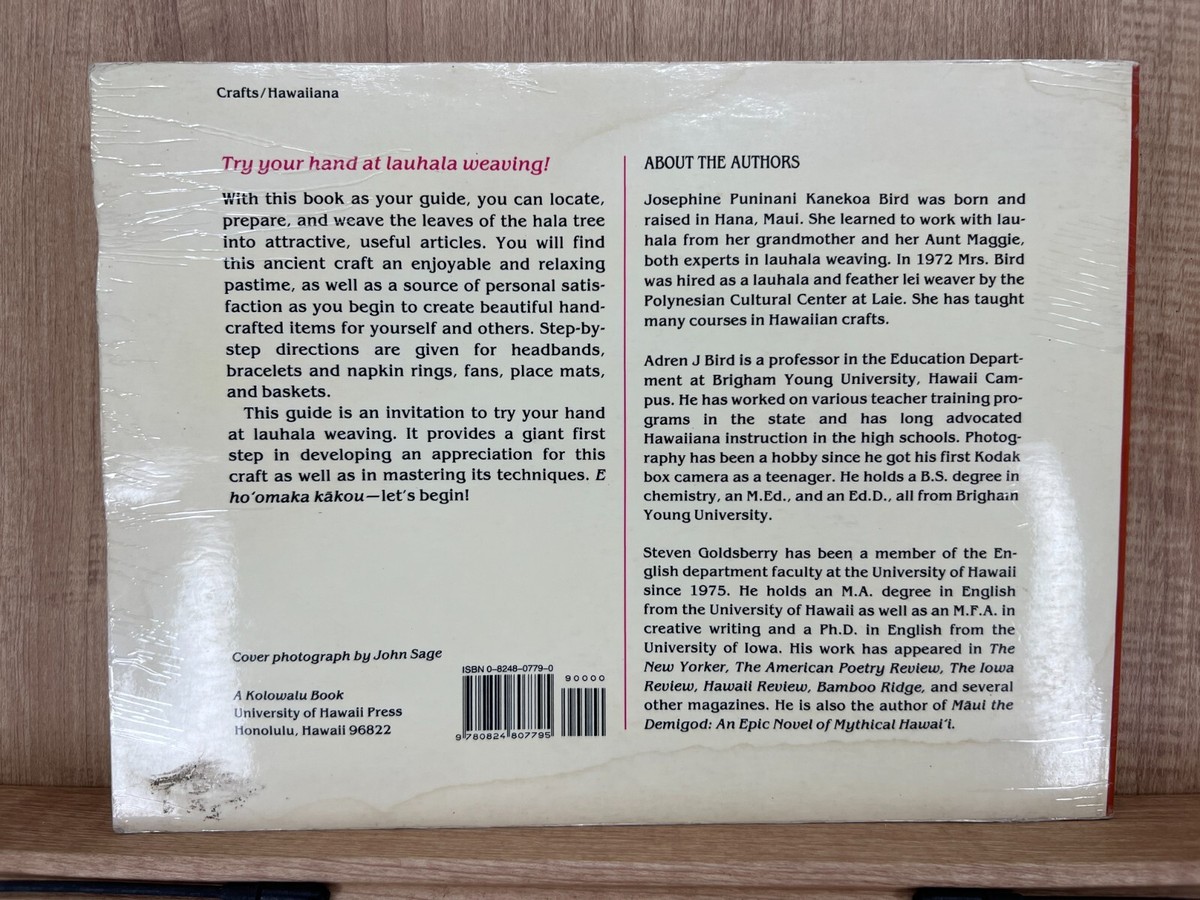 Crafts/Hawaiiana
Try your hand at lauhala weaving!
With this book as your guide, you can locate,
prepare, and weave the leaves of the hala tree
into attractive, useful articles. You will find
this ancient craft an enjoyable and relaxing
pastime, as well as a source of personal satis-
faction as you begin to create beautiful hand-
crafted items for yourself and others. Step-by-
step directions are given for headbands,
bracelets and napkin rings, fans, place mats,
and baskets.
This guide is an invitation to try your hand
at lauhala weaving. It provides a giant first
step in developing an appreciation for this
craft as well as in mastering its techniques. E
ho'omaka kākou—let's begin!
Cover photograph by John Sage
A Kolowalu Book
University of Hawaii Press
Honolulu, Hawaii 96822
ISBN 0-8248-0779-0
90000
9 780824 807795
ABOUT THE AUTHORS
Josephine Puninani Kanekoa Bird was born and
raised in Hana, Maui. She learned to work with lau-
hala from her grandmother and her Aunt Maggie,
both experts in lauhala weaving. In 1972 Mrs. Bird
was hired as a lauhala and feather lei weaver by the
Polynesian Cultural Center at Laie. She has taught
many courses in Hawaiian crafts.
Adren J Bird is a professor in the Education Depart-
ment at Brigham Young University, Hawaii Cam-
pus. He has worked on various teacher training pro-
grams in the state and has long advocated
Hawaiiana instruction in the high schools. Photog-
raphy has been a hobby since he got his first Kodak
box camera as a teenager. He holds a B.S. degree in
chemistry, an M.Ed., and an Ed.D., all from Brigham
Young University.
Steven Goldsberry has been a member of the En-
glish department faculty at the University of Hawaii
since 1975. He holds an M.A. degree in English
from the University of Hawaii as well as an M.F.A. in
creative writing and a Ph.D. in English from the
University of Iowa. His work has appeared in The
New Yorker, The American Poetry Review, The Iowa
Review, Hawaii Review, Bamboo Ridge, and several
other magazines. He is also the author of Maui the
Demigod: An Epic Novel of Mythical Hawai'i.